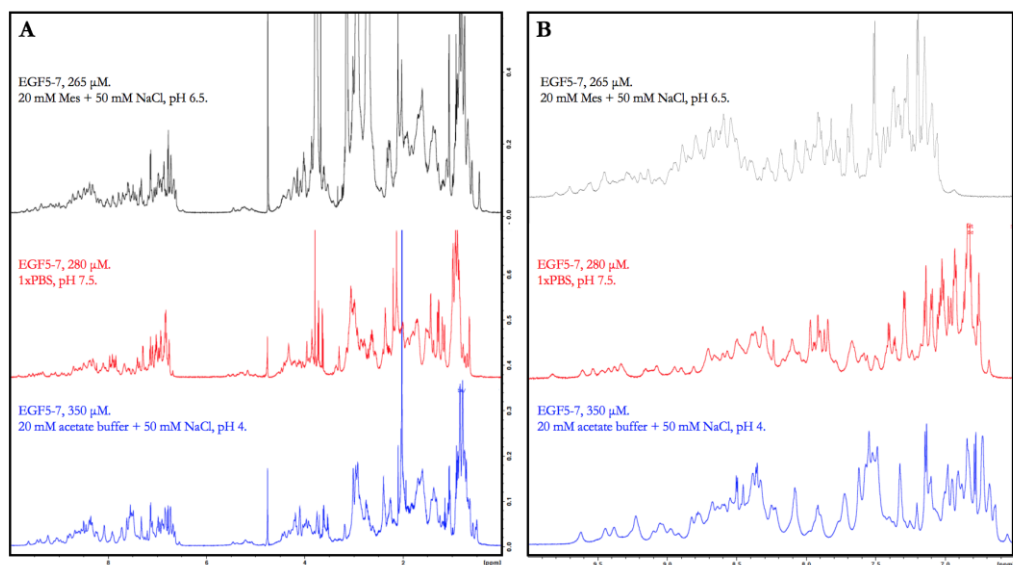 A
EGF5-7, 265 µM.
20 mM Mes + 50 mM NaCl, pH 6.5.
0.4
0.2
- 0.0
EGF5-7, 280 µM.
1xPBS, pH 7.5.
0.6
0.5
0.4
EGF5-7, 350 µM.
20 mM acetate buffer + 50 mM NaCl, pH 4.
0.3
0.2
0.1
0.0
8
6
4
2
[ppm]
B
EGF5-7, 265 µM.
20 mM Mes + 50 mM NaCl, pH 6.5.
EGF5-7, 280 µM.
1xPBS, pH 7.5.
EGF5-7, 350 µM.
20 mM acetate buffer + 50 mM NaCl, pH 4.
[ppm]